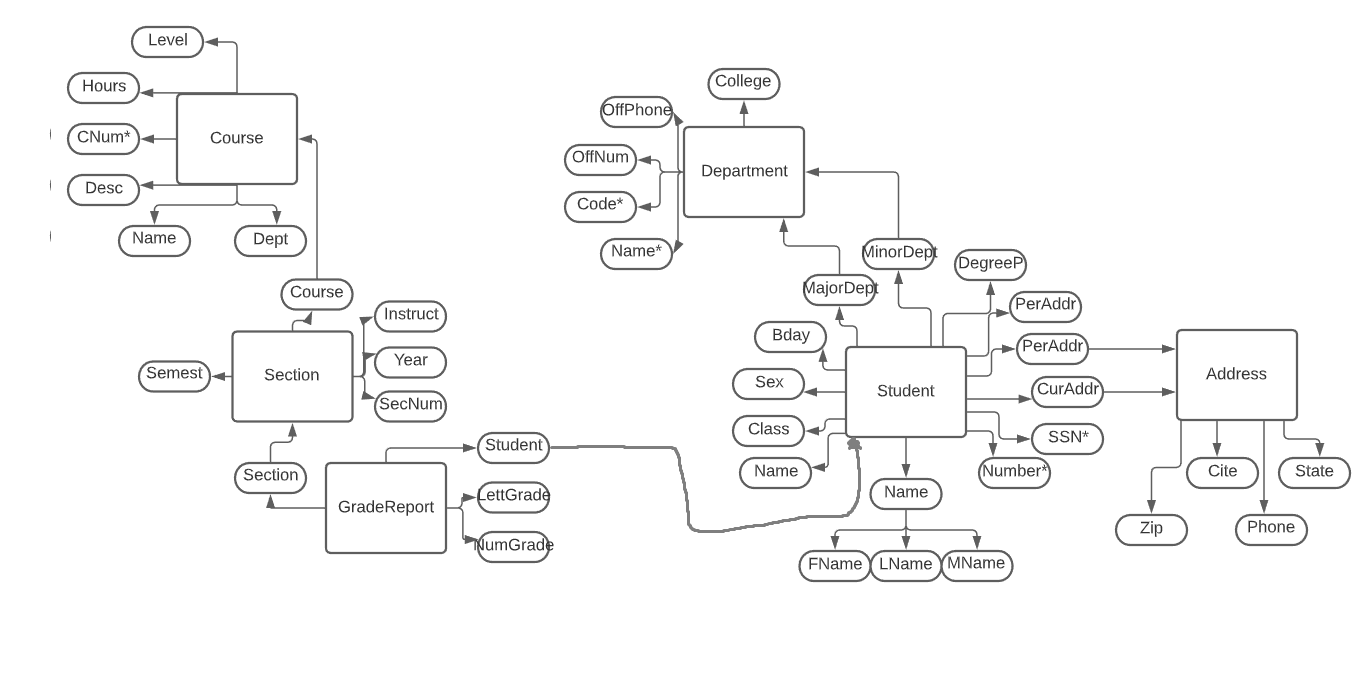 Level
Hours
CNum*
Course
Desc
Name
Dept
Course
Instruct
Year
SecNum
Semest
Section
Section
GradeReport
Student
LettGrade
NumGrade
College
OffPhone
OffNum
Code*
Name*
Department
MinorDept
MajorDept
DegreeP
PerAddr
PerAddr
CurAddr
SSN*
Number*
Bday
Sex
Class
Name
Student
Name
FName
LName
MName
Address
Cite
State
Zip
Phone